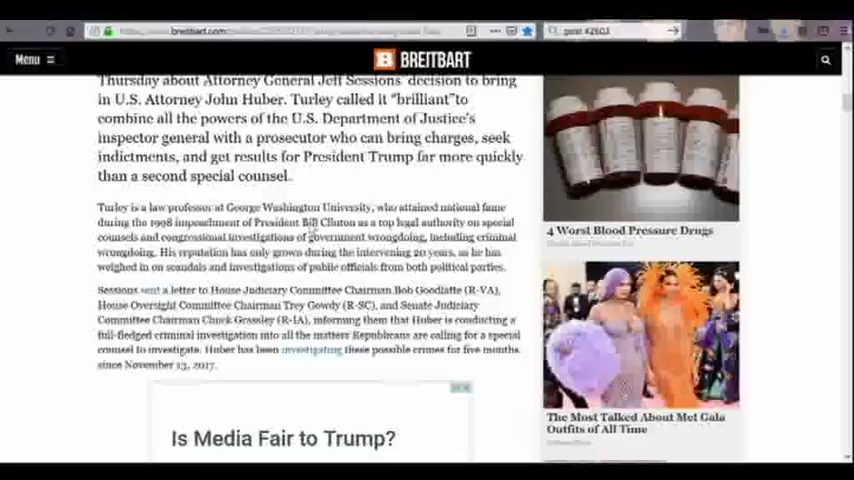 breitbart.com
post #2603
Menu
BREITBART
Thursday about Attorney General Jeff Sessions' decision to bring
in U.S. Attorney John Huber. Turley called it "brilliant"to
combine all the powers of the U.S. Department of Justice's
inspector general with a prosecutor who can bring charges, seek
indictments, and get results for President Trump far more quickly
than a second special counsel.
Turley is a law professor at George Washington University, who attained national fame
during the 1998 impeachment of President Bill Clinton as a top legal authority on special
counsels and congressional investigations of government wrongdoing, including criminal
wrongdoing. His reputation has only grown during the intervening 20 years, as he has
weighed in on scandals and investigations of public officials from both political parties.
Sessions sent a letter to House Judiciary Committee Chairman Bob Goodlatte (R-VA),
House Oversight Committee Chairman Trey Gowdy (R-SC), and Senate Judiciary
Committee Chairman Chuck Grassley (R-IA), informing them that Huber is conducting a
full-fledged criminal investigation into all the matters Republicans are calling for a special
counsel to investigate. Huber has been investigating these possible crimes for five months
since November 13, 2017.
Is Media Fair to Trump?
4 Worst Blood Pressure Drugs
The Most Talked About Met Gala
Outfits of All Time